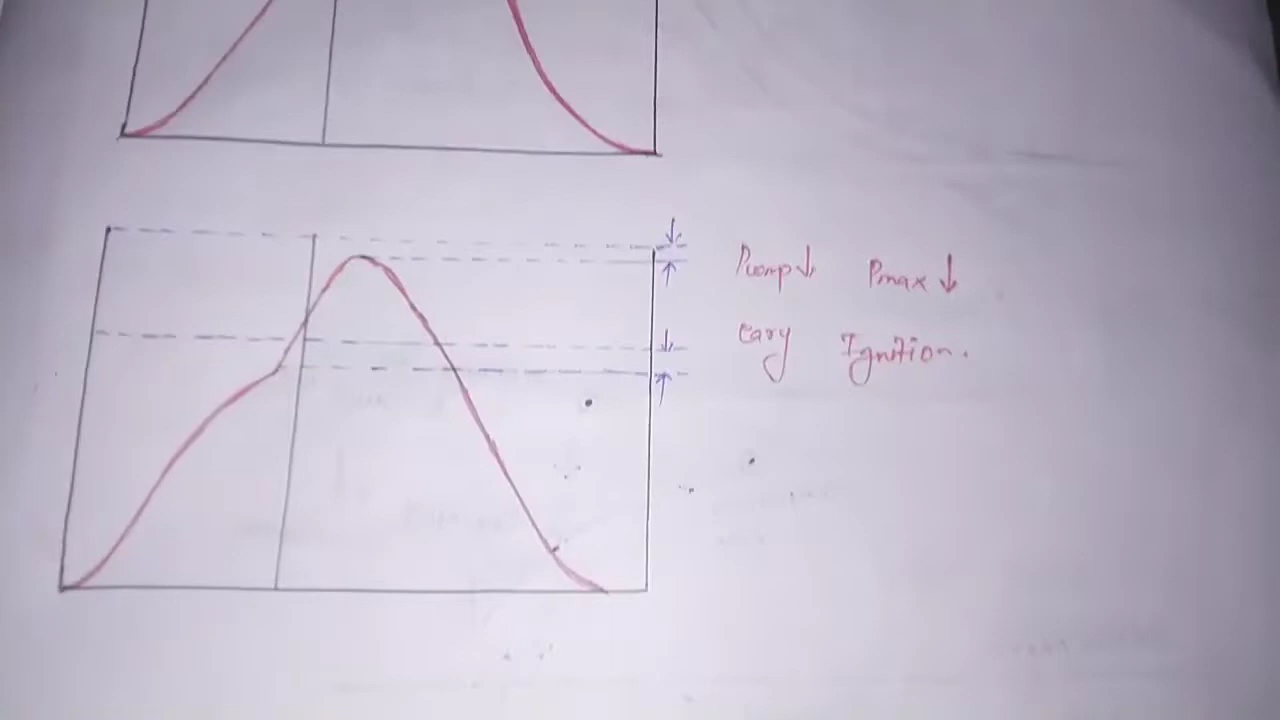 Pcomp↓ Pmax↓
Eary Ignition.